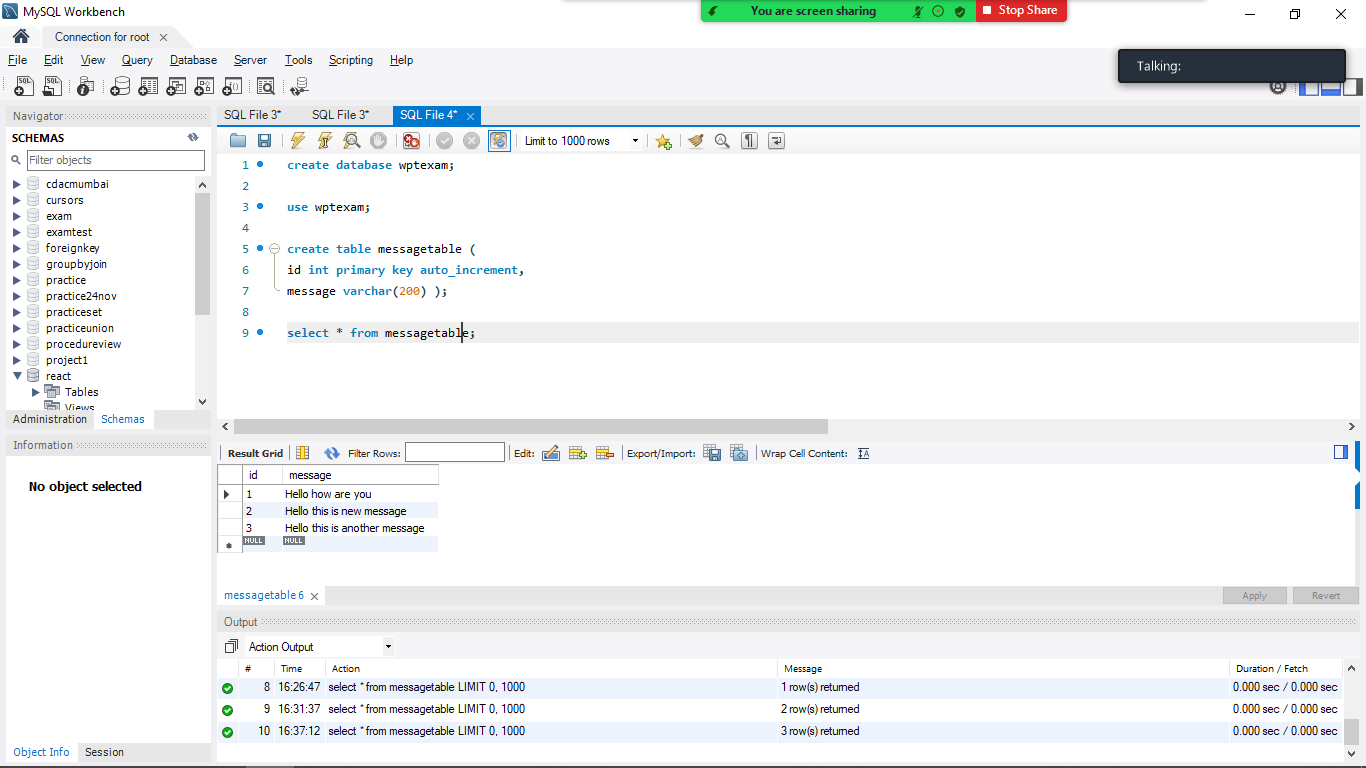 MySQL Workbench
You are screen sharing
Stop Share
Connection for root
File Edit View Query Database Server Tools Scripting Help
Talking:
Navigator
SCHEMAS
Filter objects
cdacmumbai
cursors
exam
examtest
foreignkey
groupbyjoin
practice
practice24nov
practiceset
practiceunion
procedureview
project1
react
Tables
Views
Administration Schemas
Information
No object selected
Object Info Session
SQL File 3* SQL File 3* SQL File 4*
Limit to 1000 rows
1 create database wptexam;
2
3 use wptexam;
4
5 create table messagetable (
6 id int primary key auto_increment,
7 message varchar(200) );
8
9 select * from messagetable;
Result Grid Filter Rows: Edit: Export/Import: Wrap Cell Content:
id message
1 Hello how are you
2 Hello this is new message
3 Hello this is another message
NULL NULL
messagetable 6
Apply Revert
Output
Action Output
# Time Action Message Duration / Fetch
8 16:26:47 select * from messagetable LIMIT 0, 1000 1 row(s) returned 0.000 sec / 0.000 sec
9 16:31:37 select * from messagetable LIMIT 0, 1000 2 row(s) returned 0.000 sec / 0.000 sec
10 16:37:12 select * from messagetable LIMIT 0, 1000 3 row(s) returned 0.000 sec / 0.000 sec